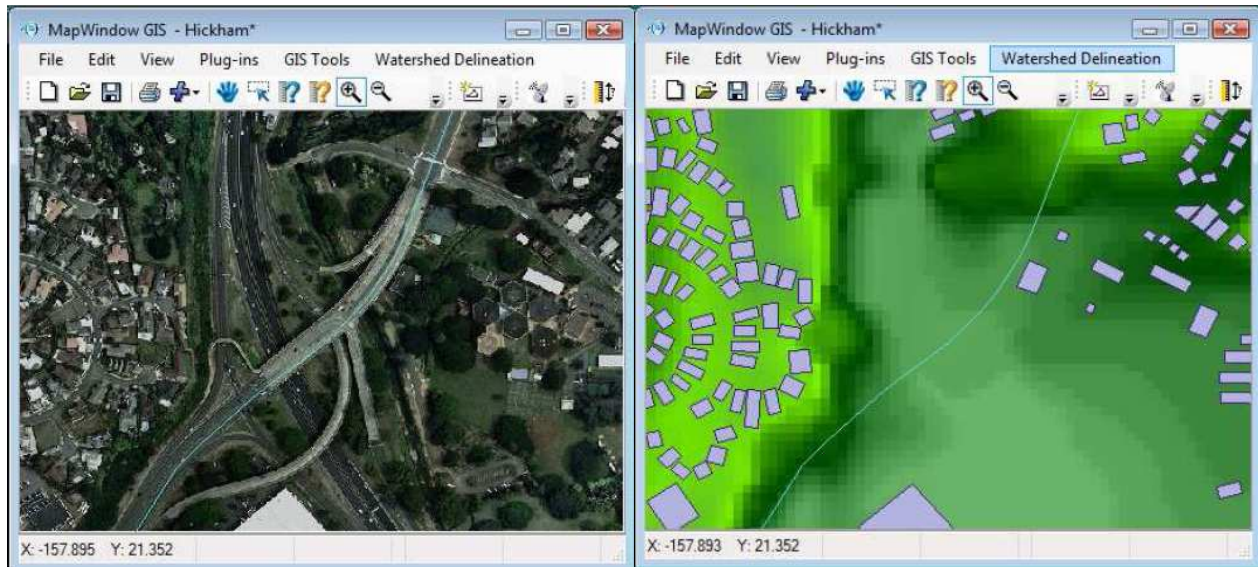 MapWindow GIS - Hickham*
File Edit View Plug-ins GIS Tools Watershed Delineation
X: -157.895 Y: 21.352
MapWindow GIS - Hickham*
File Edit View Plug-ins GIS Tools Watershed Delineation
X: -157.893 Y: 21.352